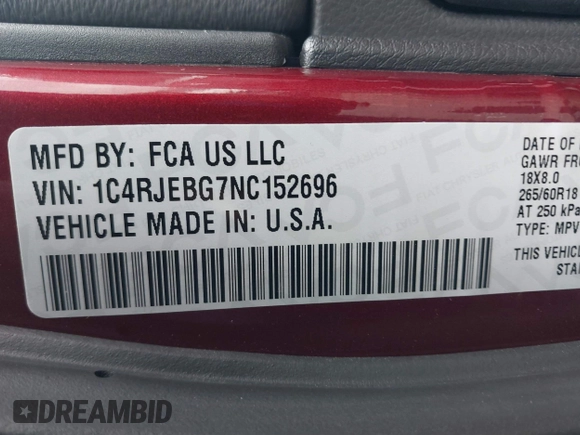 MFD BY: FCA US LLC
VIN: 1C4RJEBG7NC152696
VEHICLE MADE IN: U.S.A.
DATE OF
GAWR FR
18X8.0
265/60R18
AT 250 kPa
TYPE: MPV
THIS VEHICL
STA
DREAMBID